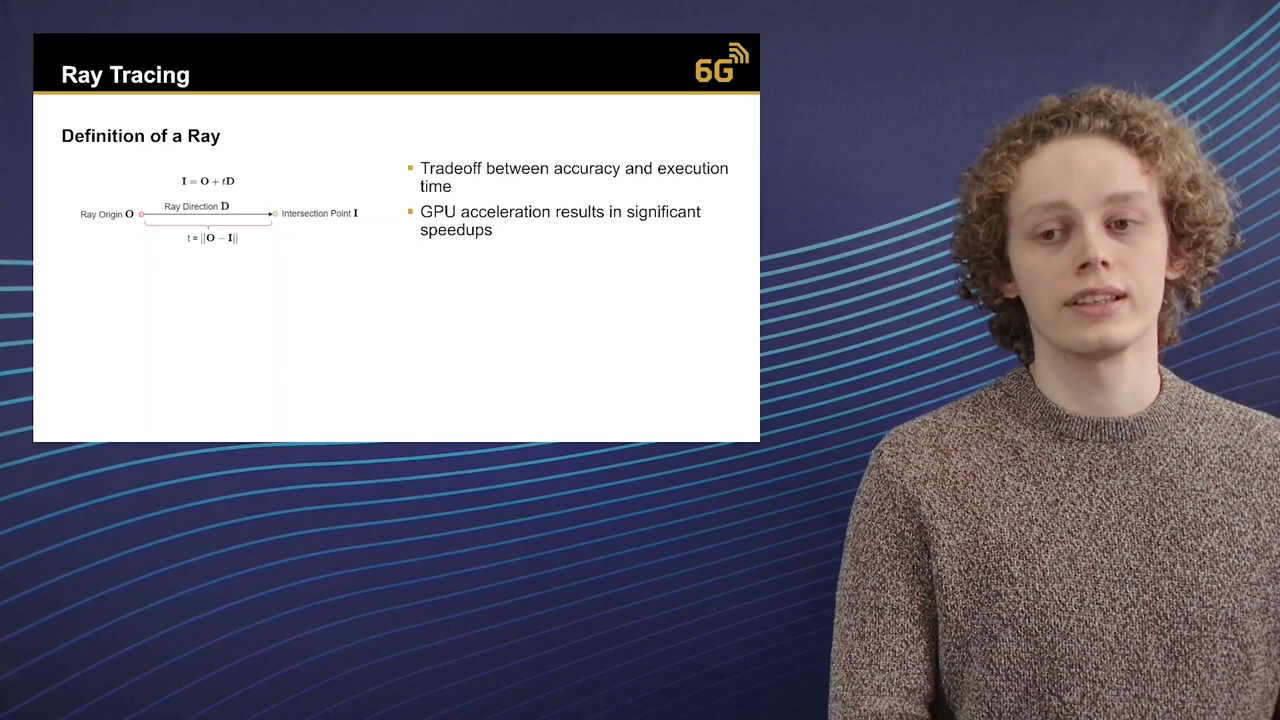 Ray Tracing
6G
Definition of a Ray
I = O + tD
Ray Origin O
Ray Direction D
Intersection Point I
t = ||O − I||
Tradeoff between accuracy and execution
time
GPU acceleration results in significant
speedups